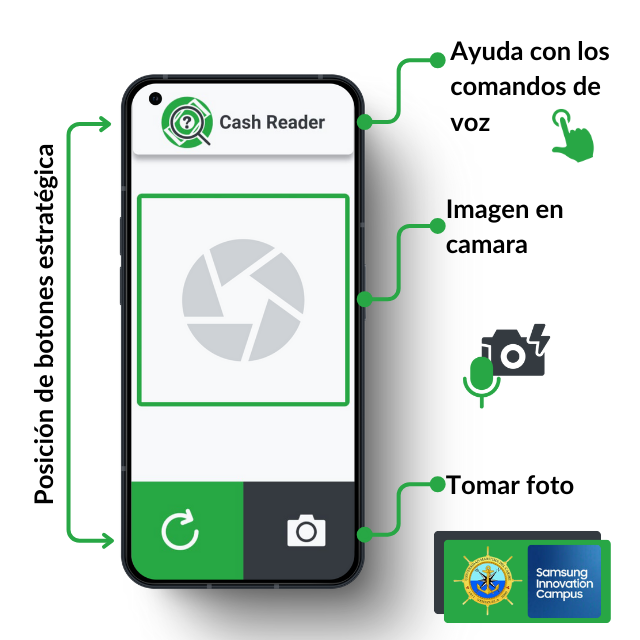 Ayuda con los
comandos de
voz
?
Cash Reader
Posición de botones estratégica
Imagen en
camara
Tomar foto
Samsung
Innovation
Campus